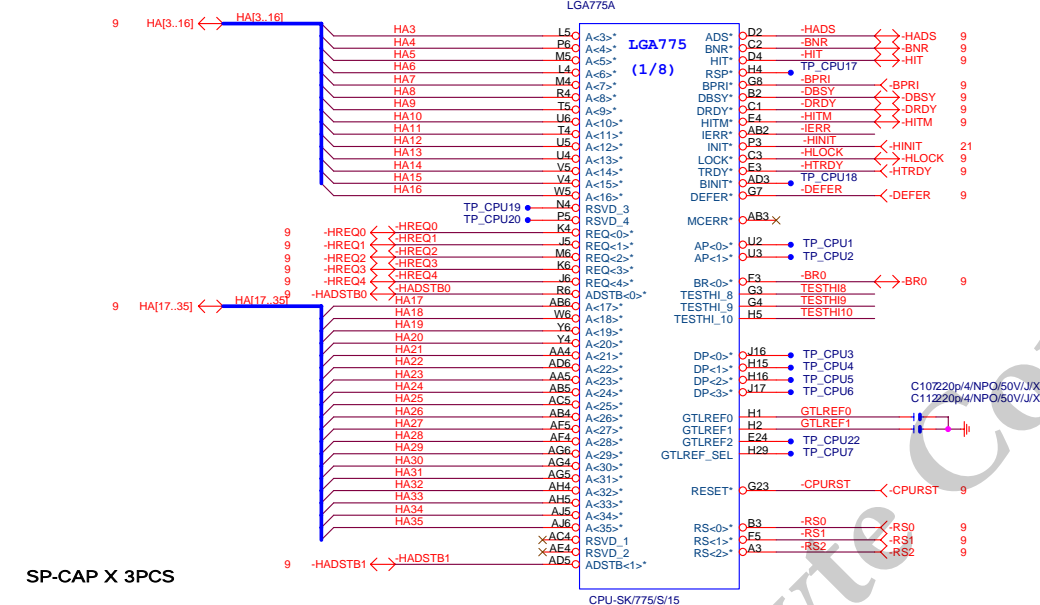 LGA775A
9 HA[3..16] HA[3..16]
LGA775
(1/8)
HA3 L5 A<3>* ADS* D2 -HADS -HADS 9
HA4 P6 A<4>* BNR* C2 -BNR -BNR 9
HA5 M5 A<5>* HIT* D4 -HIT -HIT 9
HA6 L4 A<6>* RSP* H4 TP_CPU17
HA7 M4 A<7>* BPRI* G8 -BPRI -BPRI 9
HA8 R4 A<8>* DBSY* B2 -DBSY -DBSY 9
HA9 T5 A<9>* DRDY* C1 -DRDY -DRDY 9
HA10 U6 A<10>* HITM* E4 -HITM -HITM 9
HA11 T4 A<11>* IERR* AB2 -IERR
HA12 U5 A<12>* INIT* P3 -HINIT -HINIT 21
HA13 U4 A<13>* LOCK* C3 -HLOCK -HLOCK 9
HA14 V5 A<14>* TRDY* E3 -HTRDY -HTRDY 9
HA15 V4 A<15>* BINIT* AD3 TP_CPU18
HA16 W5 A<16>* DEFER* G7 -DEFER -DEFER 9
TP_CPU19 N4 RSVD_3
TP_CPU20 P5 RSVD_4 MCERR* AB3
9 -HREQ0 -HREQ0 K4 REQ<0>*
9 -HREQ1 -HREQ1 J5 REQ<1>* AP<0>* U2 TP_CPU1
9 -HREQ2 -HREQ2 M6 REQ<2>* AP<1>* U3 TP_CPU2
9 -HREQ3 -HREQ3 K6 REQ<3>*
9 -HREQ4 -HREQ4 J6 REQ<4>* BR<0>* F3 -BR0 -BR0 9
9 -HADSTB0 -HADSTB0 R6 ADSTB<0>* TESTHI_8 G3 TESTHI8
9 HA[17..35] HA[17..35] HA17 AB6 A<17>* TESTHI_9 G4 TESTHI9
HA18 W6 A<18>* TESTHI_10 H5 TESTHI10
HA19 Y6 A<19>*
HA20 Y4 A<20>*
HA21 AA4 A<21>* DP<0>* J16 TP_CPU3
HA22 AD6 A<22>* DP<1>* H15 TP_CPU4
HA23 AA5 A<23>* DP<2>* H16 TP_CPU5
HA24 AB5 A<24>* DP<3>* J17 TP_CPU6
C107 220p/4/NPO/50V/J/X
C112 220p/4/NPO/50V/J/X
HA25 AC5 A<25>*
HA26 AB4 A<26>* GTLREF0 H1 GTLREF0
HA27 AF5 A<27>* GTLREF1 H2 GTLREF1
HA28 AF4 A<28>* GTLREF2 E24 TP_CPU22
HA29 AG6 A<29>* GTLREF_SEL H29 TP_CPU7
HA30 AG4 A<30>*
HA31 AG5 A<31>*
HA32 AH4 A<32>* RESET* G23 -CPURST -CPURST 9
HA33 AH5 A<33>*
HA34 AJ5 A<34>*
HA35 AJ6 A<35>* RS<0>* B3 -RS0 -RS0 9
AC4 RSVD_1 RS<1>* F5 -RS1 -RS1 9
AE4 RSVD_2 RS<2>* A3 -RS2 -RS2 9
9 -HADSTB1 -HADSTB1 AD5 ADSTB<1>*
SP-CAP X 3PCS
CPU-SK/775/S/15